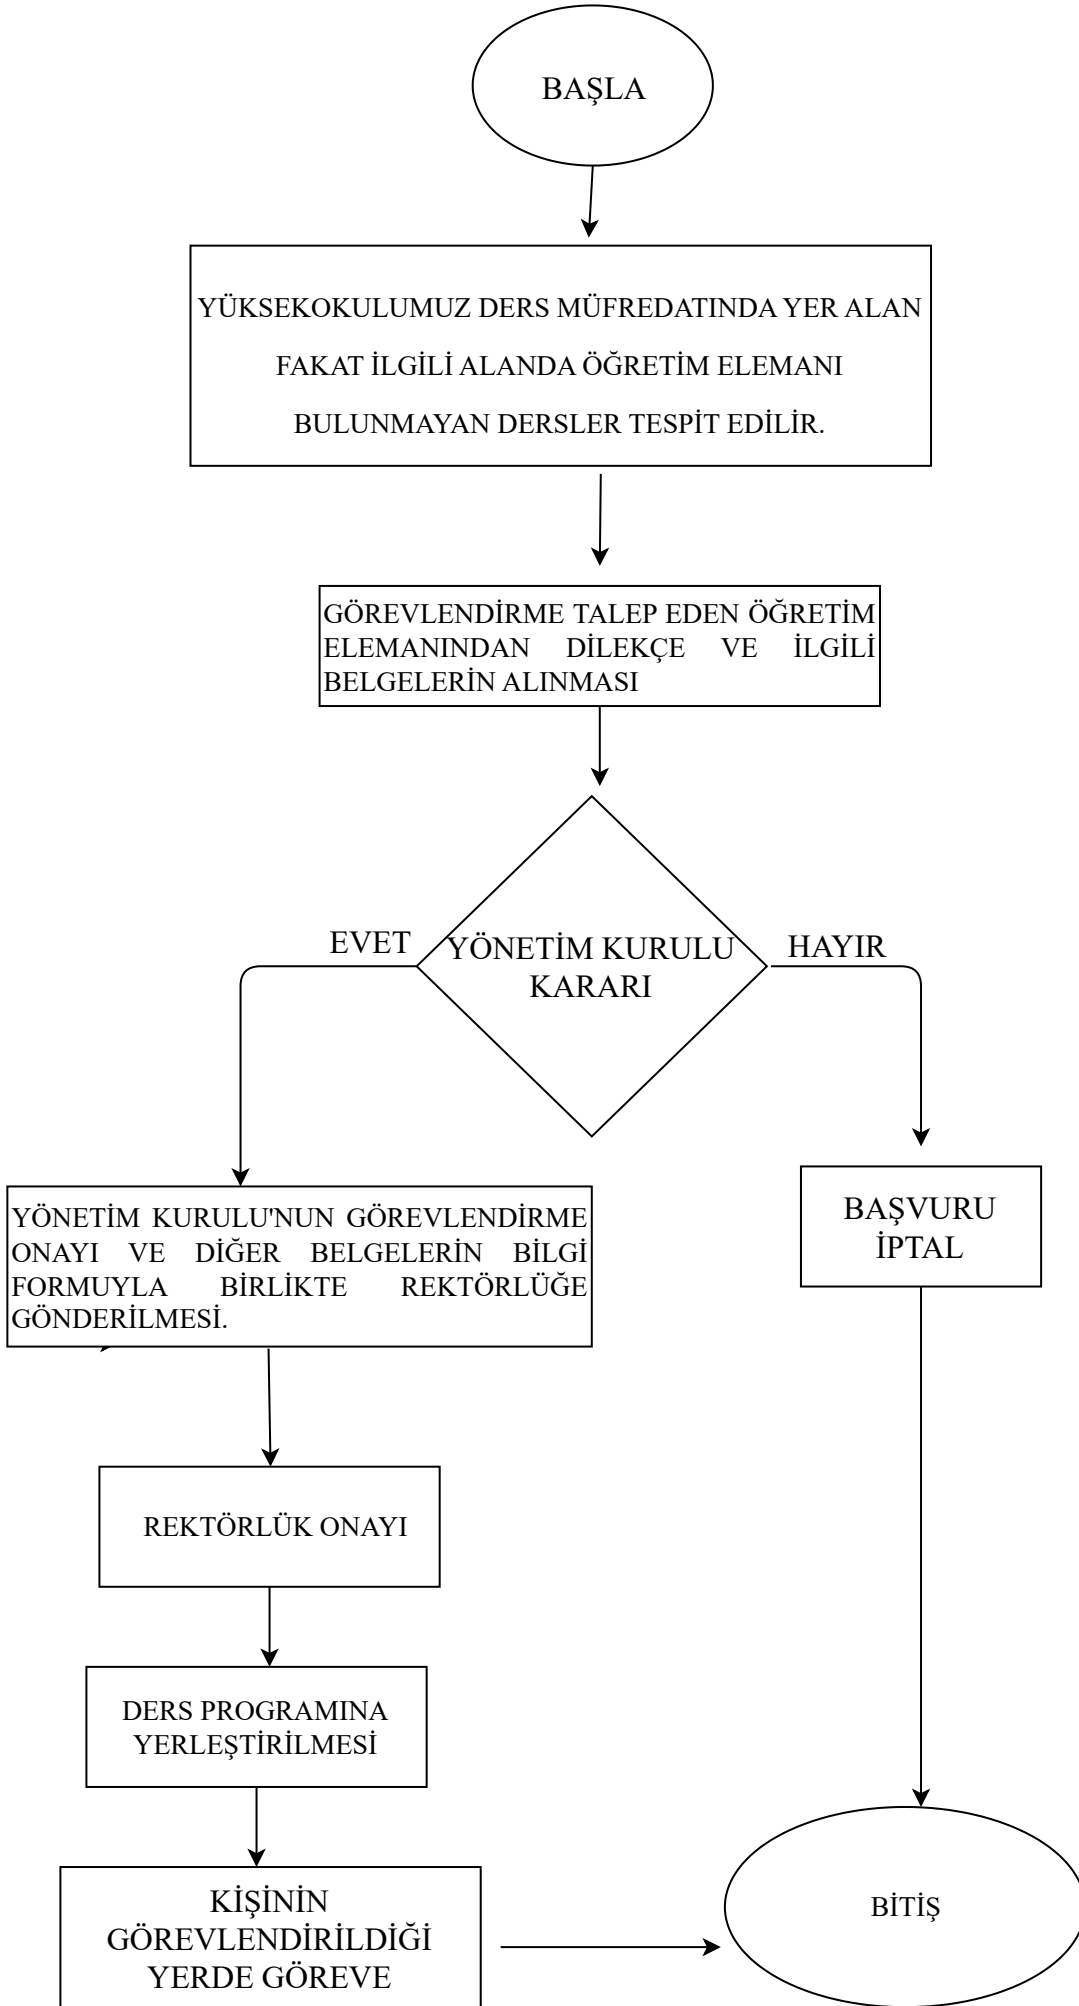 BAŞLA
YÜKSEKOKULUMUZ DERS MÜFREDATINDA YER ALAN
FAKAT İLGİLİ ALANDA ÖĞRETİM ELEMANI
BULUNMAYAN DERSLER TESPİT EDİLİR.
GÖREVLENDİRME TALEP EDEN ÖĞRETİM
ELEMANINDAN DİLEKÇE VE İLGİLİ
BELGELERİN ALINMASI
EVET
YÖNETİM KURULU
KARARI
HAYIR
YÖNETİM KURULU'NUN GÖREVLENDİRME
ONAYI VE DİĞER BELGELERİN BİLGİ
FORMUYLA BİRLİKTE REKTÖRLÜĞE
GÖNDERİLMESİ.
BAŞVURU
İPTAL
REKTÖRLÜK ONAYI
DERS PROGRAMINA
YERLEŞTİRİLMESİ
KİŞİNİN
GÖREVLENDİRİLDİĞİ
YERDE GÖREVE
BİTİŞ